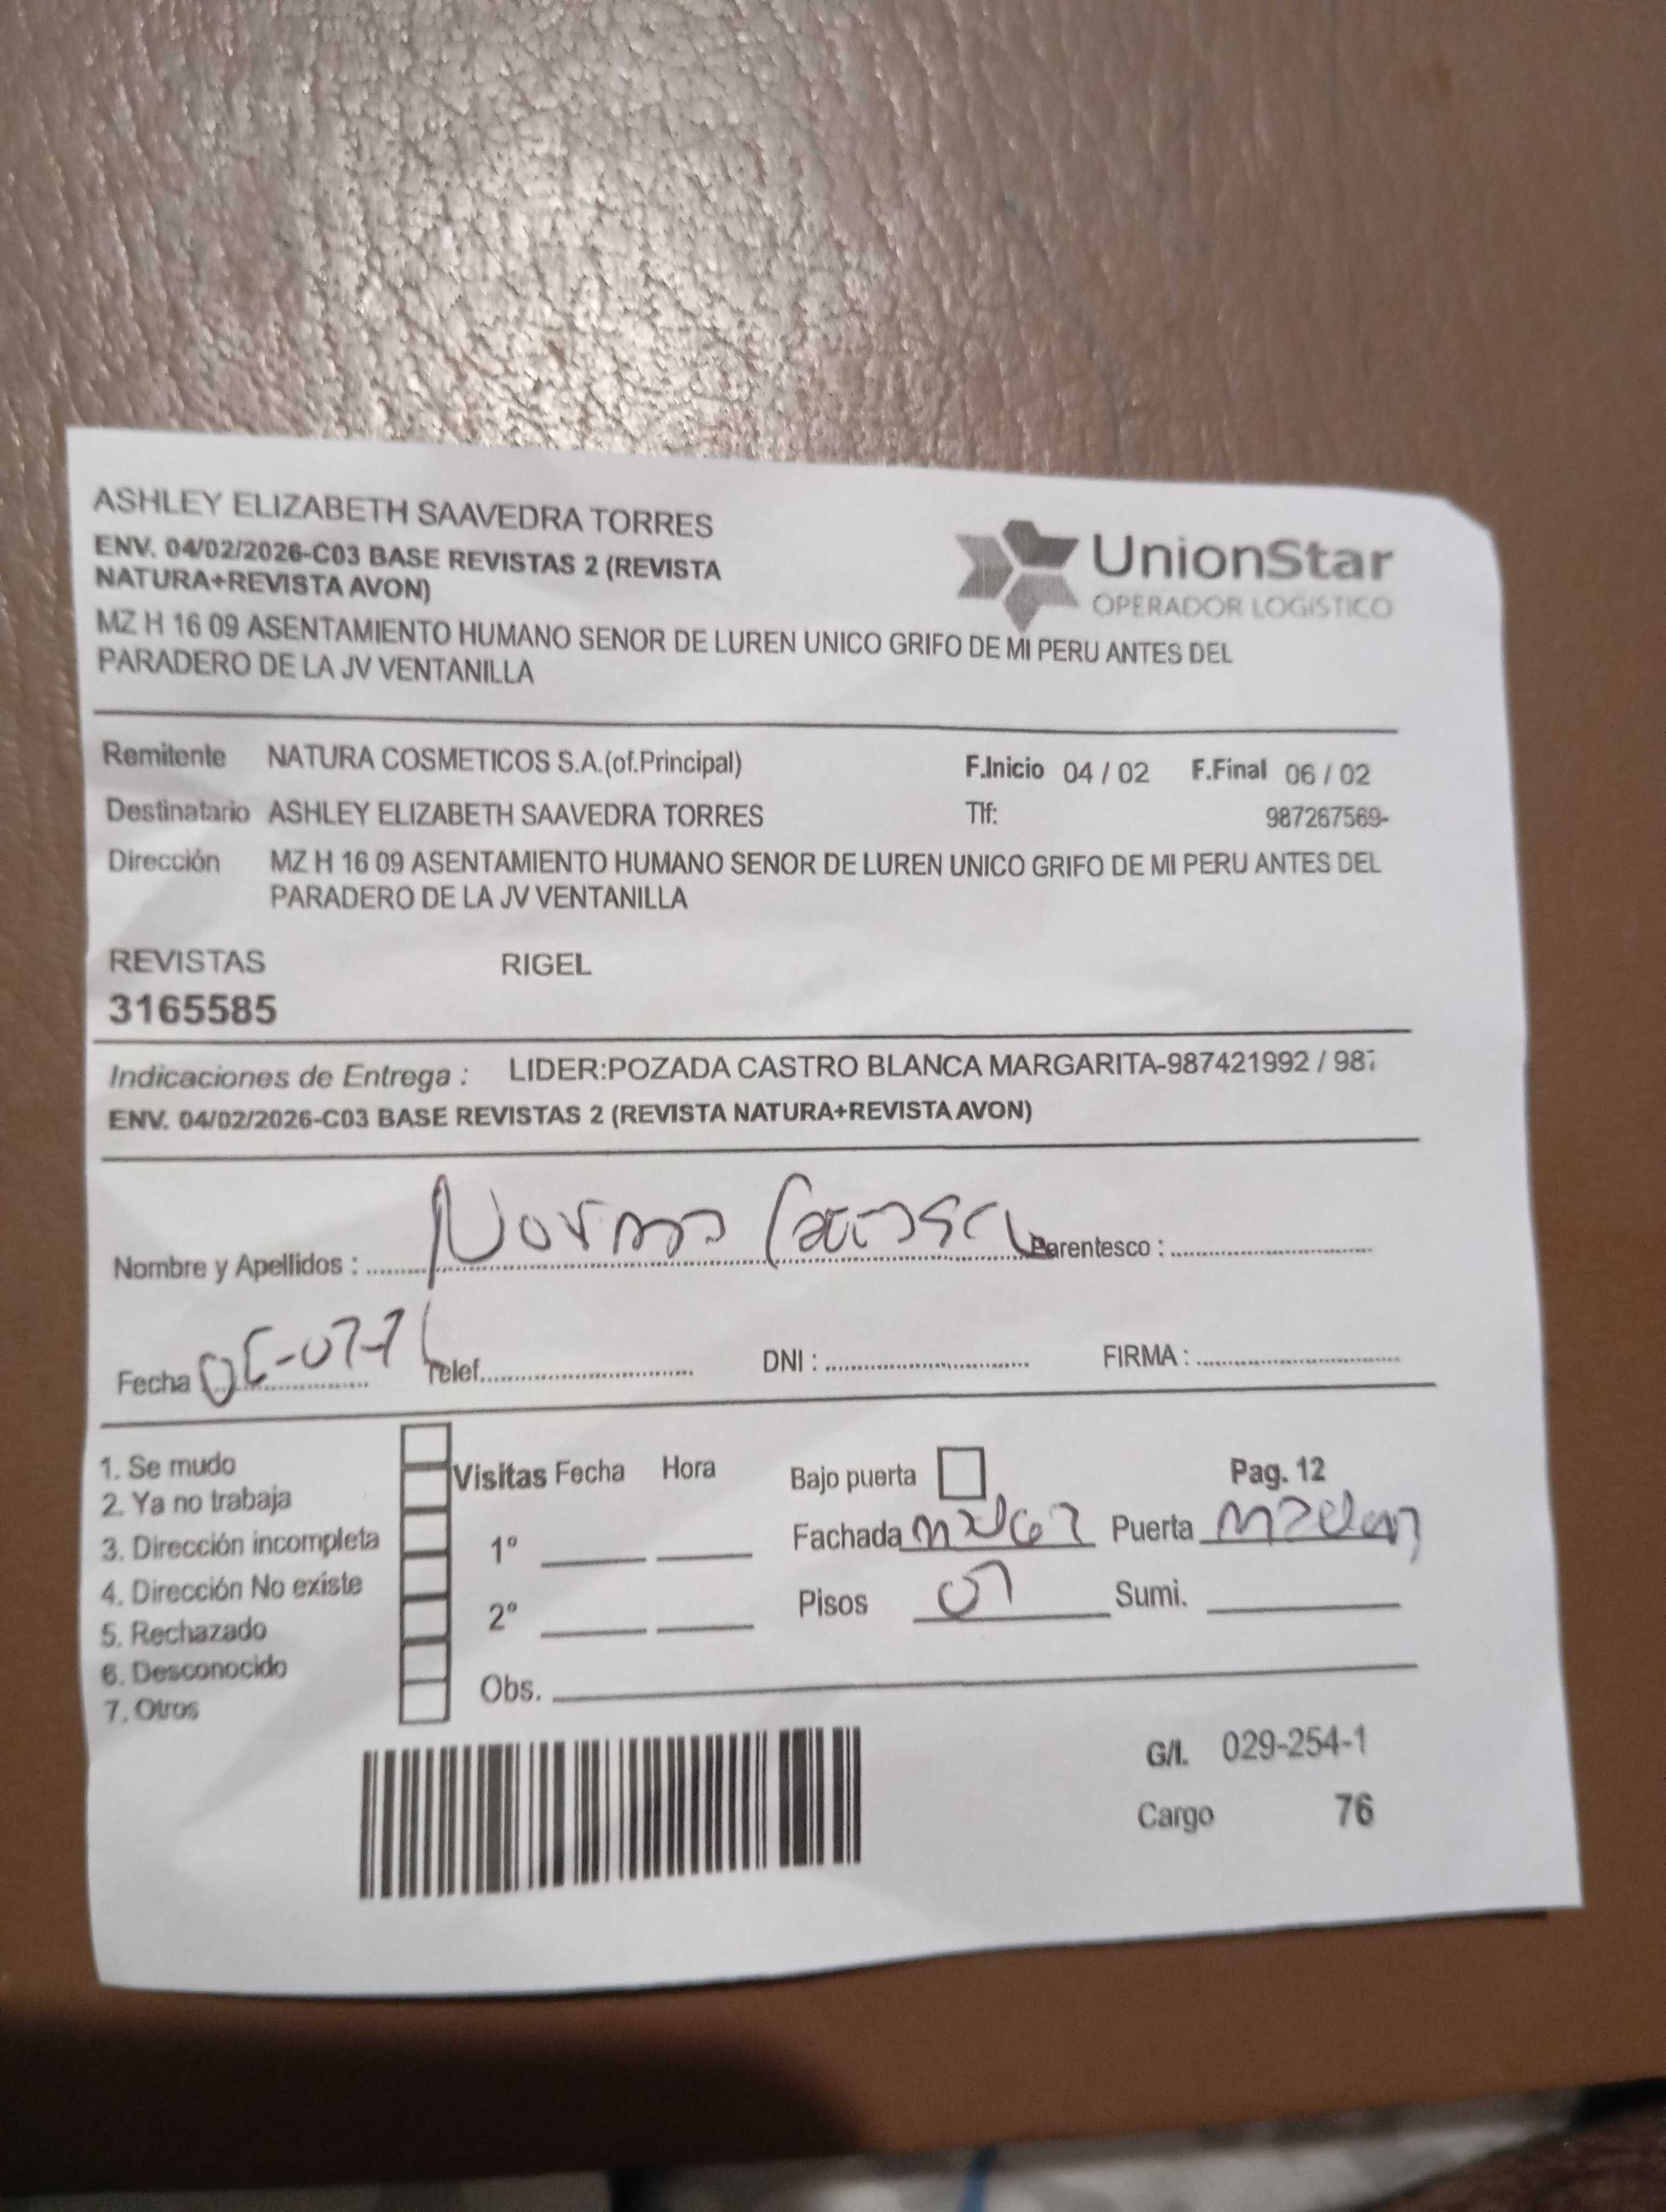 ASHLEY ELIZABETH SAAVEDRA TORRES
ENV. 04/02/2026-C03 BASE REVISTAS 2 (REVISTA
NATURA+REVISTA AVON)
UnionStar
OPERADOR LOGISTICO
MZ H 16 09 ASENTAMIENTO HUMANO SENOR DE LUREN UNICO GRIFO DE MI PERU ANTES DEL
PARADERO DE LA JV VENTANILLA
Remitente NATURA COSMETICOS S.A.(of.Principal) F.Inicio 04 / 02 F.Final 06 / 02
Destinatario ASHLEY ELIZABETH SAAVEDRA TORRES Tlf: 987267569-
Dirección MZ H 16 09 ASENTAMIENTO HUMANO SENOR DE LUREN UNICO GRIFO DE MI PERU ANTES DEL
PARADERO DE LA JV VENTANILLA
REVISTAS RIGEL
3165585
Indicaciones de Entrega : LIDER:POZADA CASTRO BLANCA MARGARITA-987421992 / 987
ENV. 04/02/2026-C03 BASE REVISTAS 2 (REVISTA NATURA+REVISTA AVON)
Nombre y Apellidos : Norma Parentesco :
Fecha Telef. DNI : FIRMA :
1. Se mudo
2. Ya no trabaja
3. Dirección incompleta
4. Dirección No existe
5. Rechazado
6. Desconocido
7. Otros
Visitas Fecha Hora
1º
2º
Obs.
Bajo puerta Pag. 12
Fachada Puerta
Pisos 01 Sumi.
G/l. 029-254-1
Cargo 76